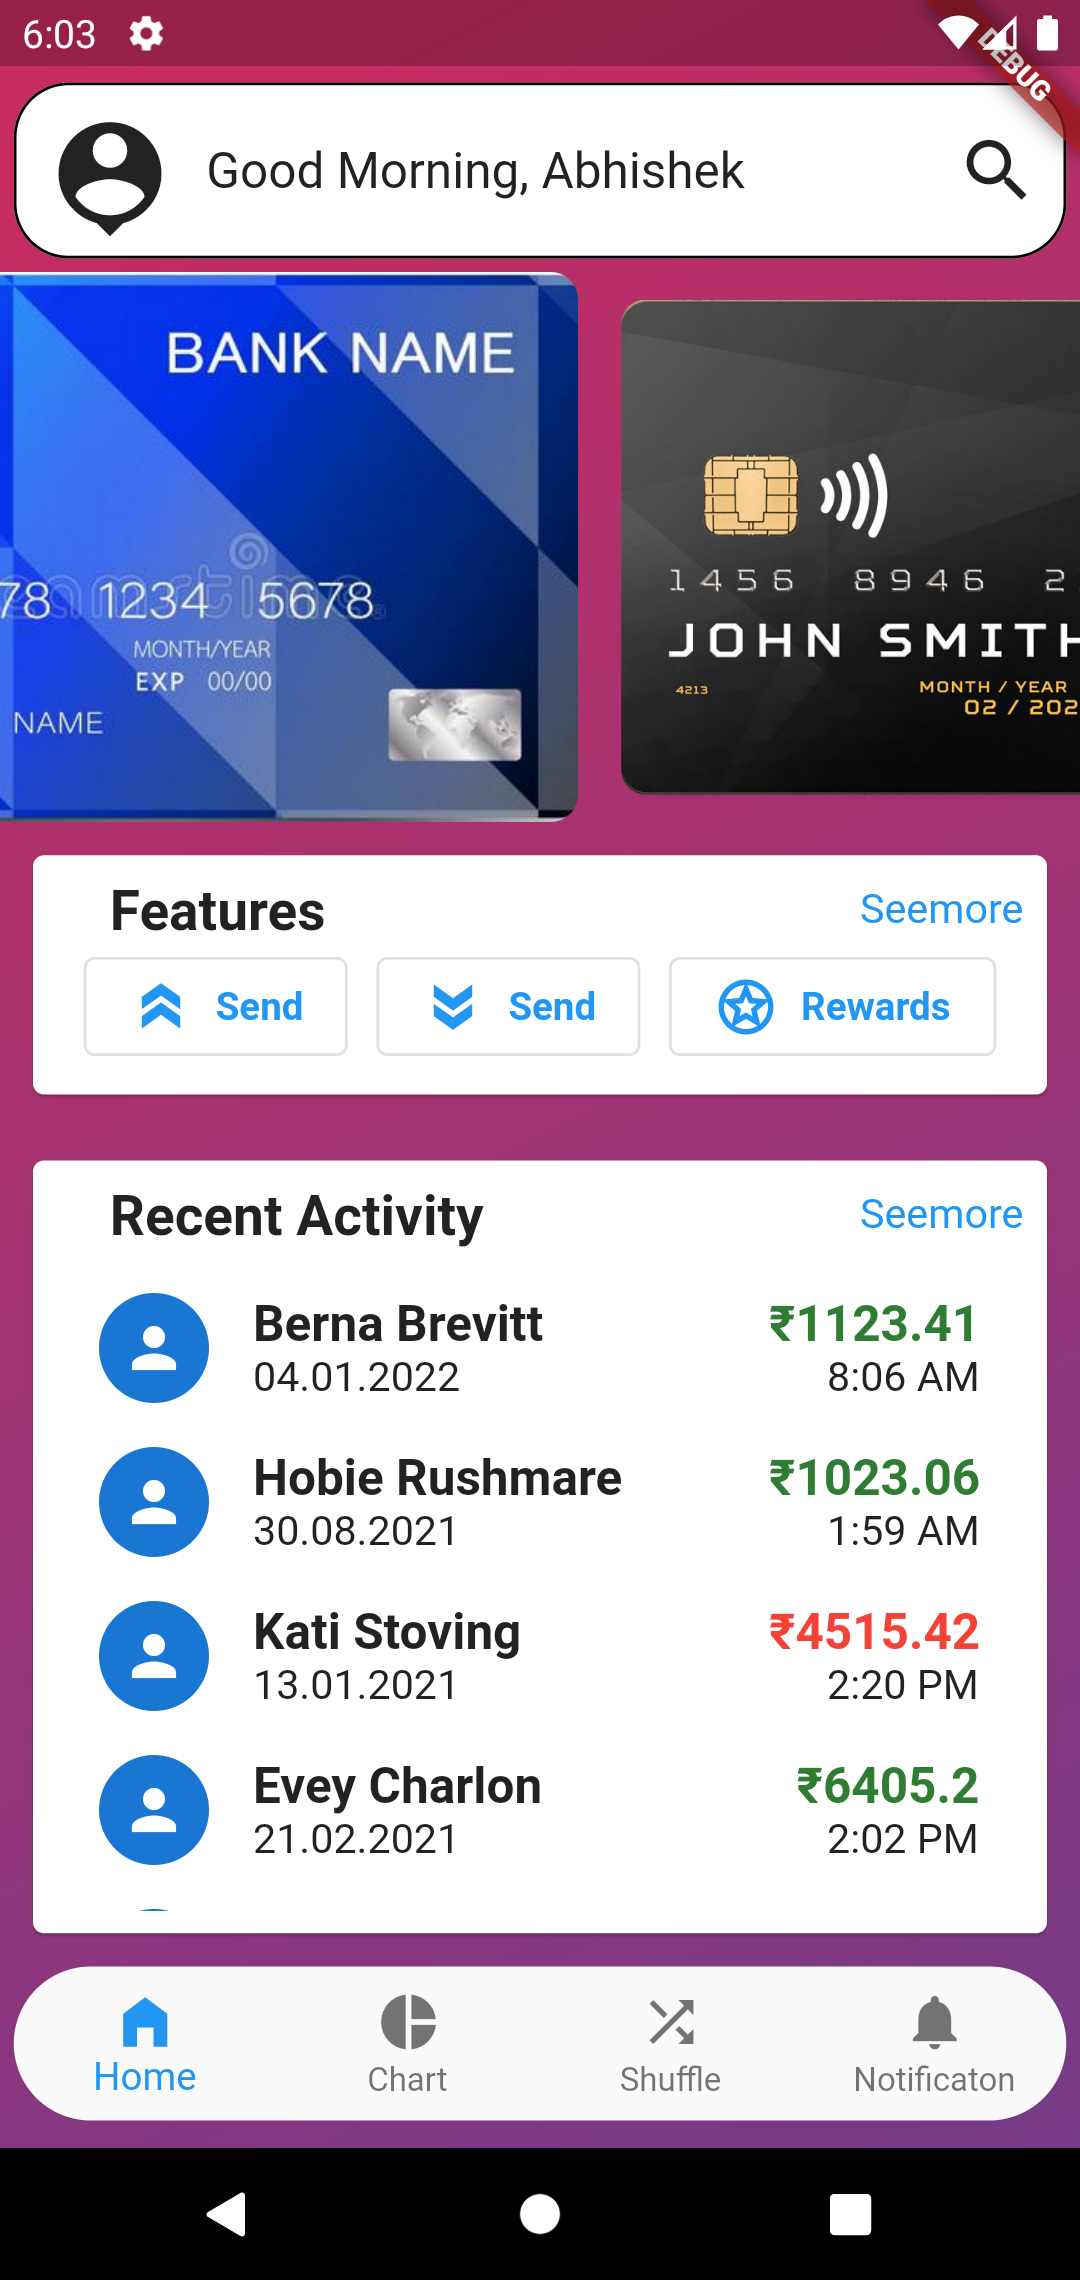 6:03
DEBUG
Good Morning, Abhishek
BANK NAME
78 1234 5678
MONTH/YEAR
EXP 00/00
NAME
1456 8946 2
JOHN SMITH
4213
MONTH / YEAR
02 / 202
Features
Seemore
Send
Send
Rewards
Recent Activity
Seemore
Berna Brevitt
₹1123.41
04.01.2022
8:06 AM
Hobie Rushmare
₹1023.06
30.08.2021
1:59 AM
Kati Stoving
₹4515.42
13.01.2021
2:20 PM
Evey Charlon
₹6405.2
21.02.2021
2:02 PM
Home
Chart
Shuffle
Notificaton